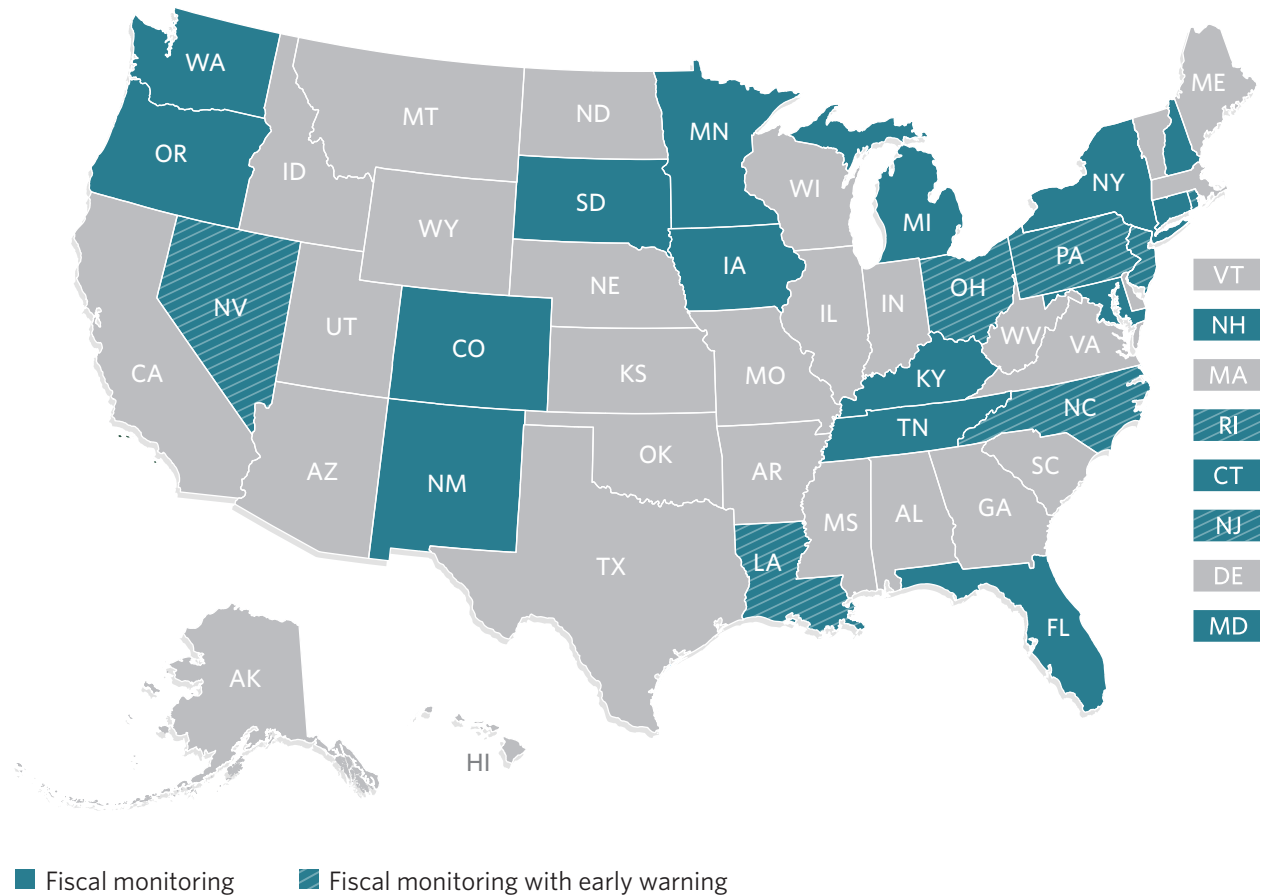 WA
ME
MT
ND
MN
OR
ID
WI
NY
SD
MI
WY
IA
PA
NE
OH
VT
NV
IL
IN
NH
UT
WV
VA
CO
CA
KS
MO
KY
MA
NC
TN
RI
OK
AZ
AR
SC
CT
NM
GA
MS
AL
NJ
TX
LA
DE
FL
MD
AK
HI
Fiscal monitoring
Fiscal monitoring with early warning